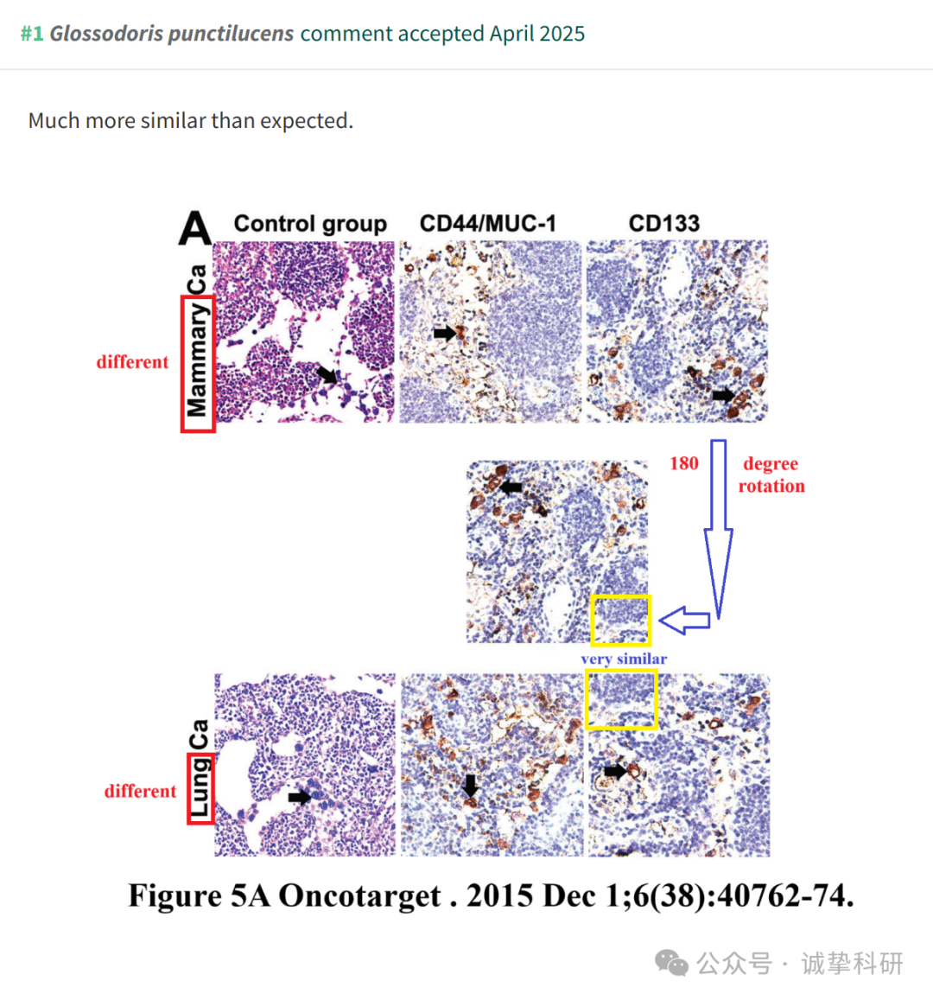 #1 Glossodoris punctilucens comment accepted April 2025
Much more similar than expected.
A
Control group
CD44/MUC-1
CD133
different
Mammary Ca
180
degree
rotation
very similar
different
Lung Ca
Figure 5A Oncotarget . 2015 Dec 1;6(38):40762-74.
公众号 · 诚挚科研